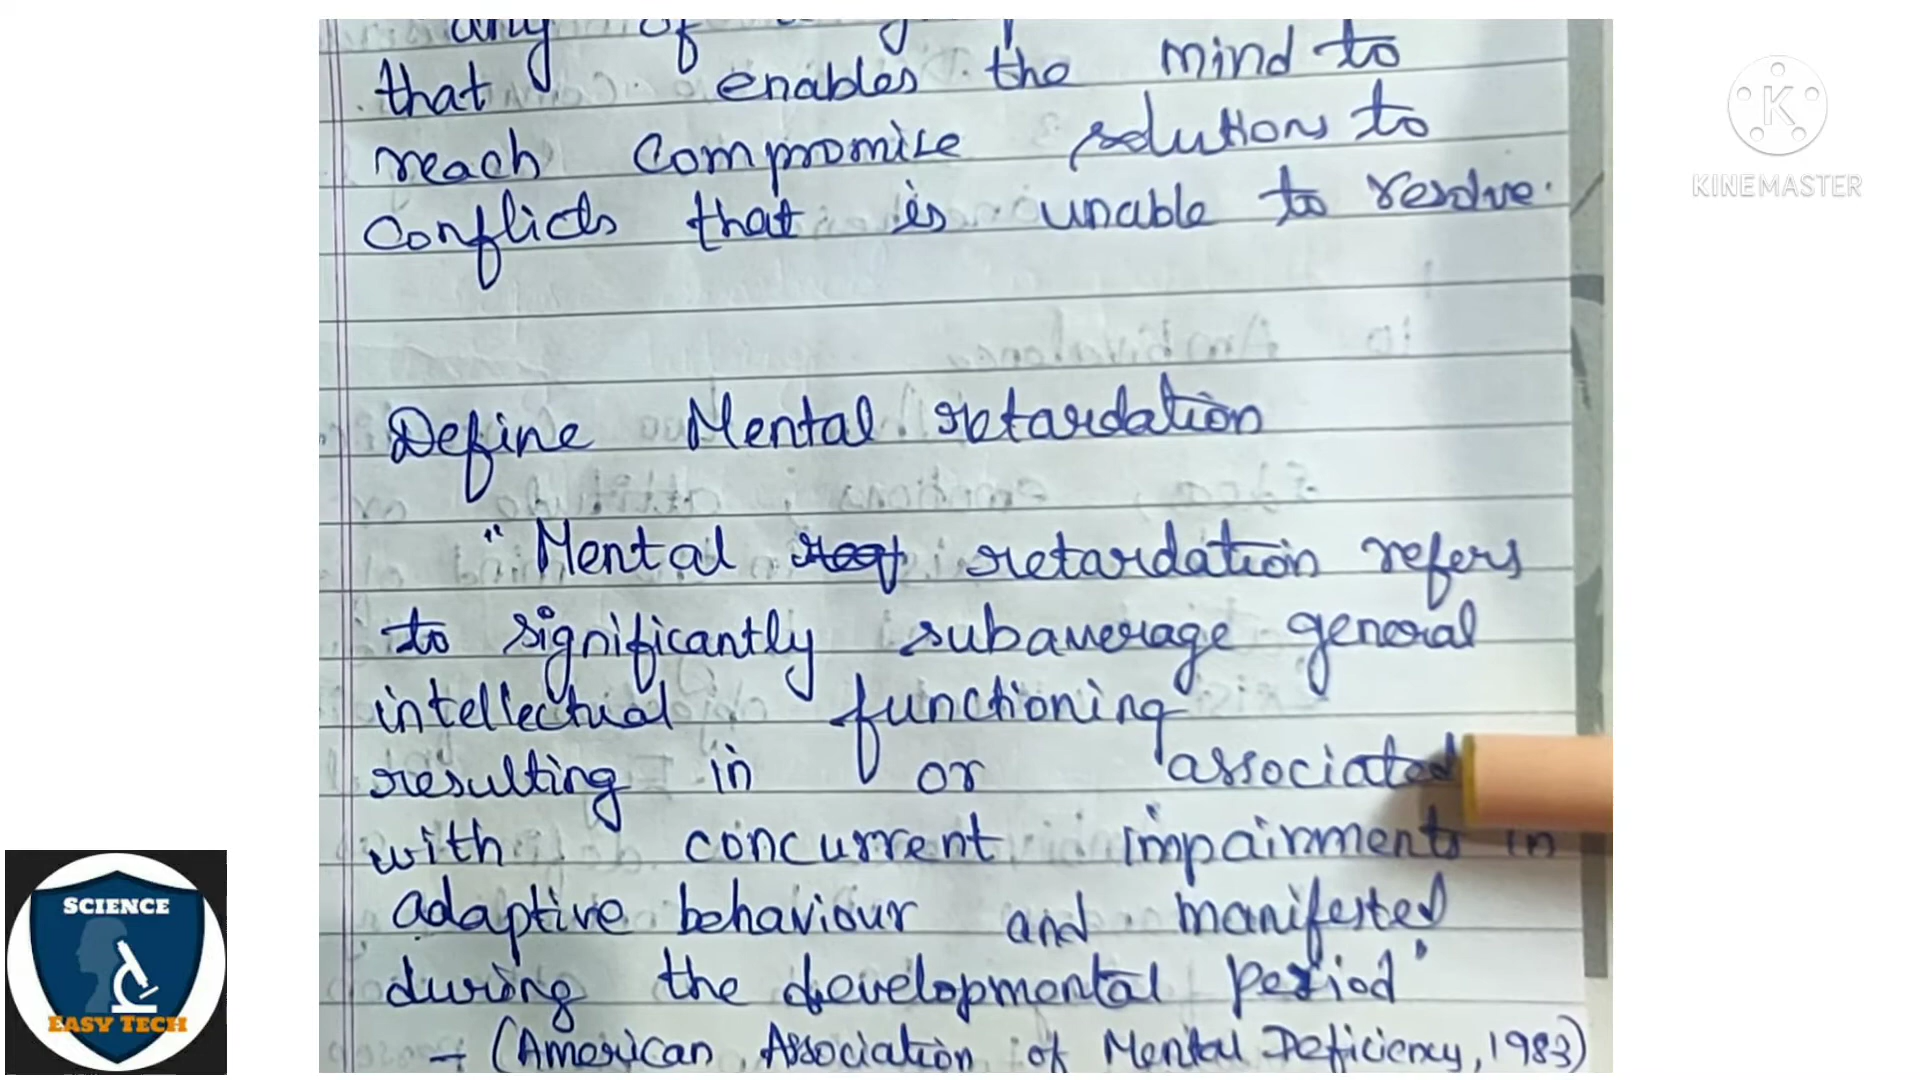 any of
that enables the mind to
reach compromise solutions to
conflicts that is unable to resolve.
Define Mental retardation
"Mental retardation refers
to significantly subaverage general
intellectual functioning
resulting in or associated
with concurrent impairments in
adaptive behaviour and manifested
during the developmental period"
- (American Association of Mental Deficiency, 1983)
KINEMASTER
SCIENCE
EASY TECH